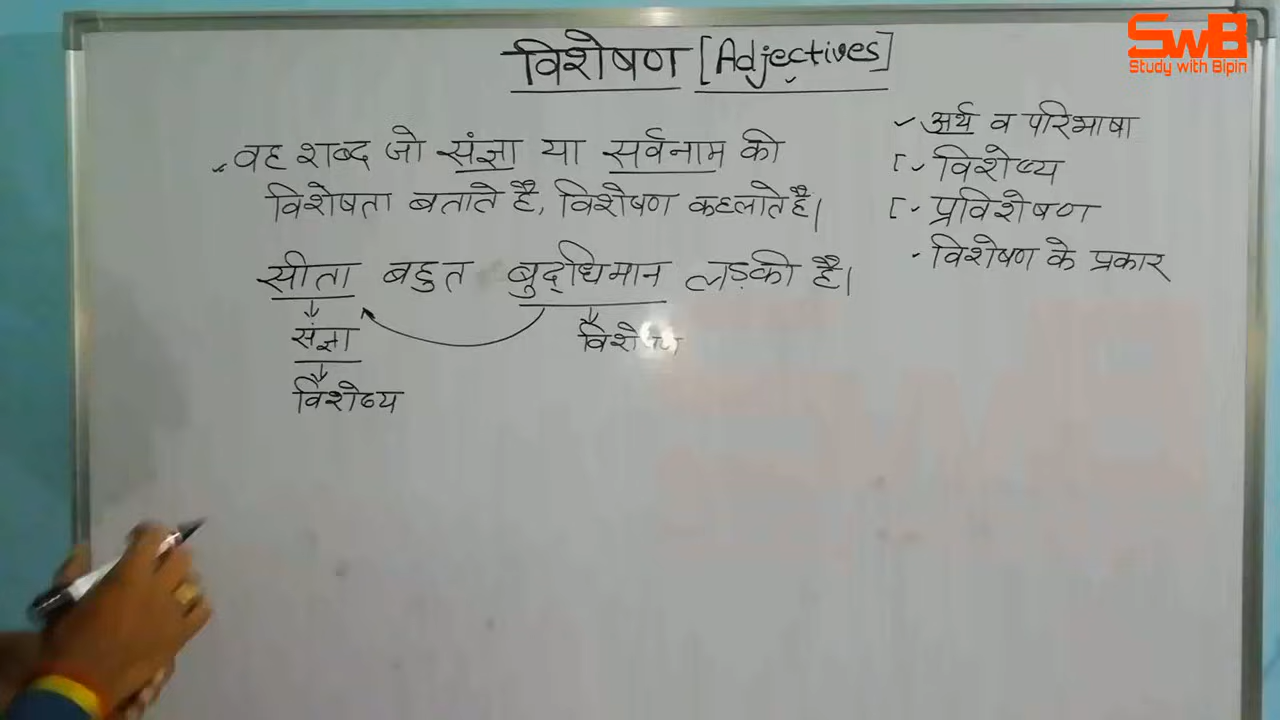 SwB
Study with Bipin
विशेषण [Adjectives]
वह शब्द जो संज्ञा या सर्वनाम की
विशेषता बताते है, विशेषण कहलाते है।
सीता बहुत बुद्धिमान लड़की है।
संज्ञा
विशेष्य
अर्थ व परिभाषा
विशेष्य
प्रविशेषण
विशेषण के प्रकार